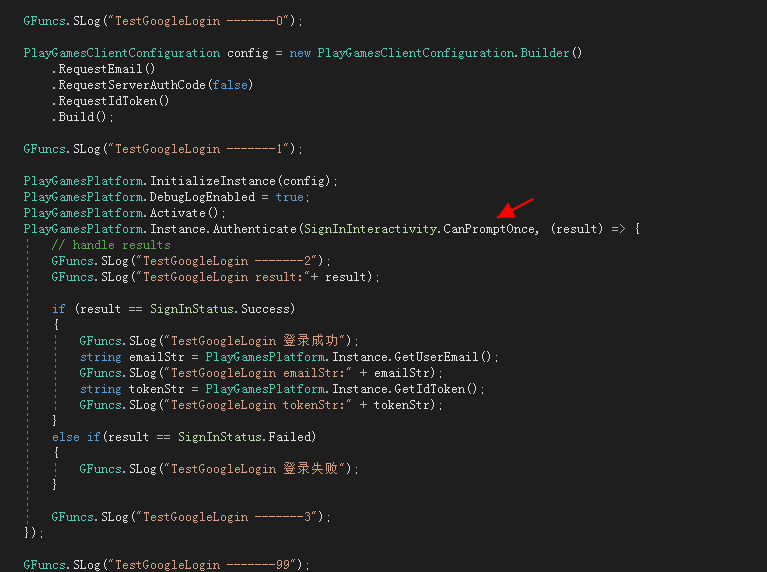 GFuncs.SLog("TestGoogleLogin -------0");
PlayGamesClientConfiguration config = new PlayGamesClientConfiguration.Builder()
.RequestEmail()
.RequestServerAuthCode(false)
.RequestIdToken()
.Build();
GFuncs.SLog("TestGoogleLogin -------1");
PlayGamesPlatform.InitializeInstance(config);
PlayGamesPlatform.DebugLogEnabled = true;
PlayGamesPlatform.Activate();
PlayGamesPlatform.Instance.Authenticate(SignInInteractivity.CanPromptOnce, (result) => {
// handle results
GFuncs.SLog("TestGoogleLogin -------2");
GFuncs.SLog("TestGoogleLogin result:"+ result);
if (result == SignInStatus.Success)
{
GFuncs.SLog("TestGoogleLogin 登录成功");
string emailStr = PlayGamesPlatform.Instance.GetUserEmail();
GFuncs.SLog("TestGoogleLogin emailStr:" + emailStr);
string tokenStr = PlayGamesPlatform.Instance.GetIdToken();
GFuncs.SLog("TestGoogleLogin tokenStr:" + tokenStr);
}
else if(result == SignInStatus.Failed)
{
GFuncs.SLog("TestGoogleLogin 登录失败");
}
GFuncs.SLog("TestGoogleLogin -------3");
});
GFuncs.SLog("TestGoogleLogin -------99");